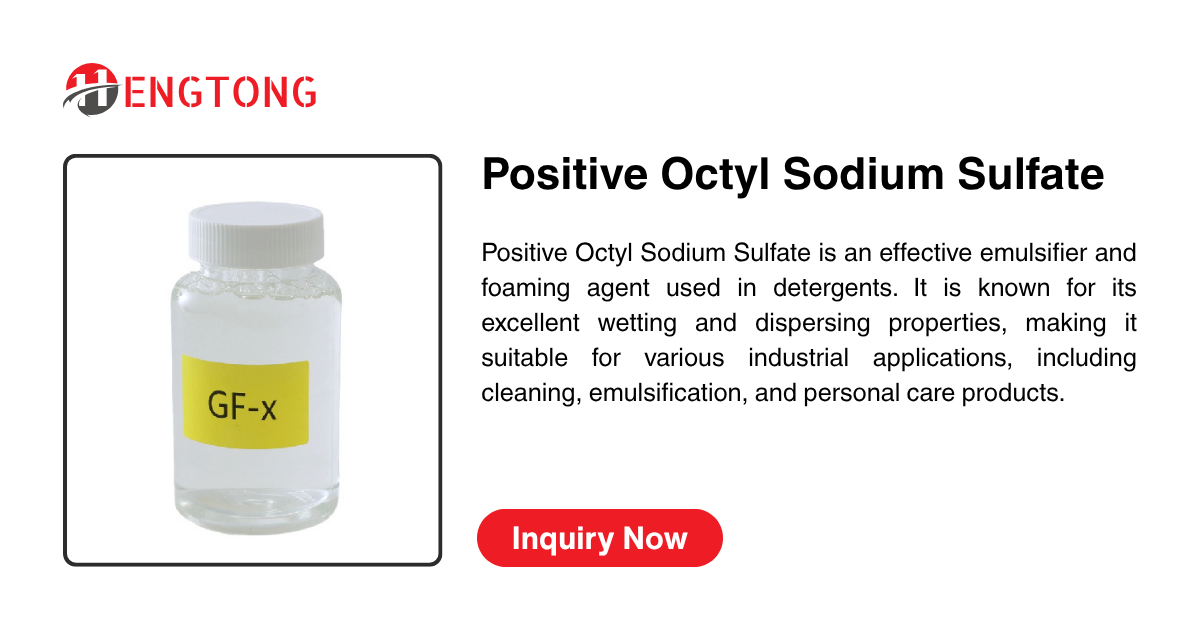 HENGTONG
Positive Octyl Sodium Sulfate
Positive Octyl Sodium Sulfate is an effective emulsifier and
foaming agent used in detergents. It is known for its
excellent wetting and dispersing properties, making it
suitable for various industrial applications, including
cleaning, emulsification, and personal care products.
GF-x
Inquiry Now